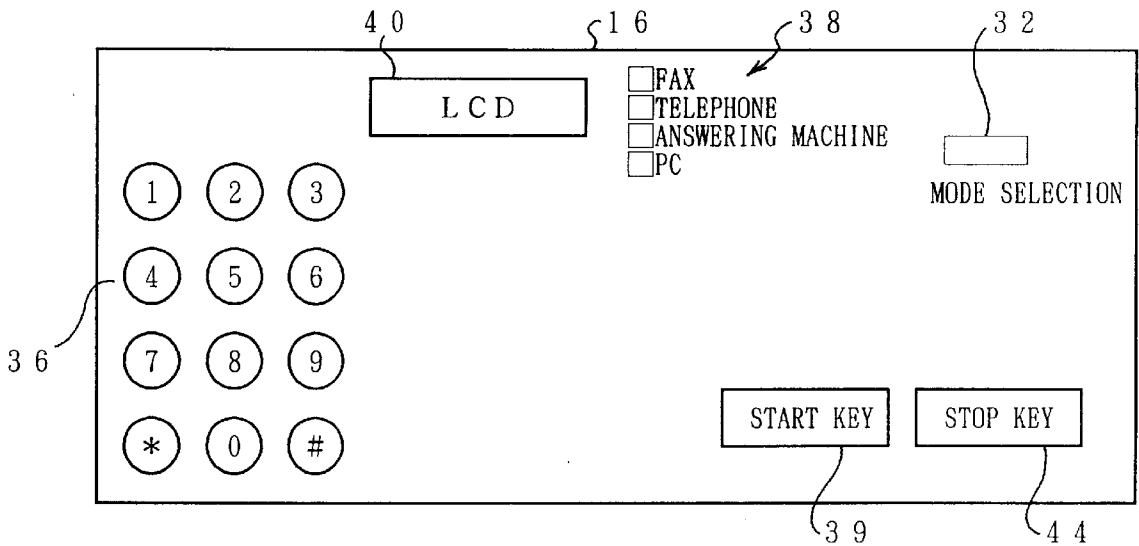 40 16 38 32
LCD
FAX
TELEPHONE
ANSWERING MACHINE
PC
MODE SELECTION
1 2 3
4 5 6
36
7 8 9
* 0 #
START KEY STOP KEY
39 44